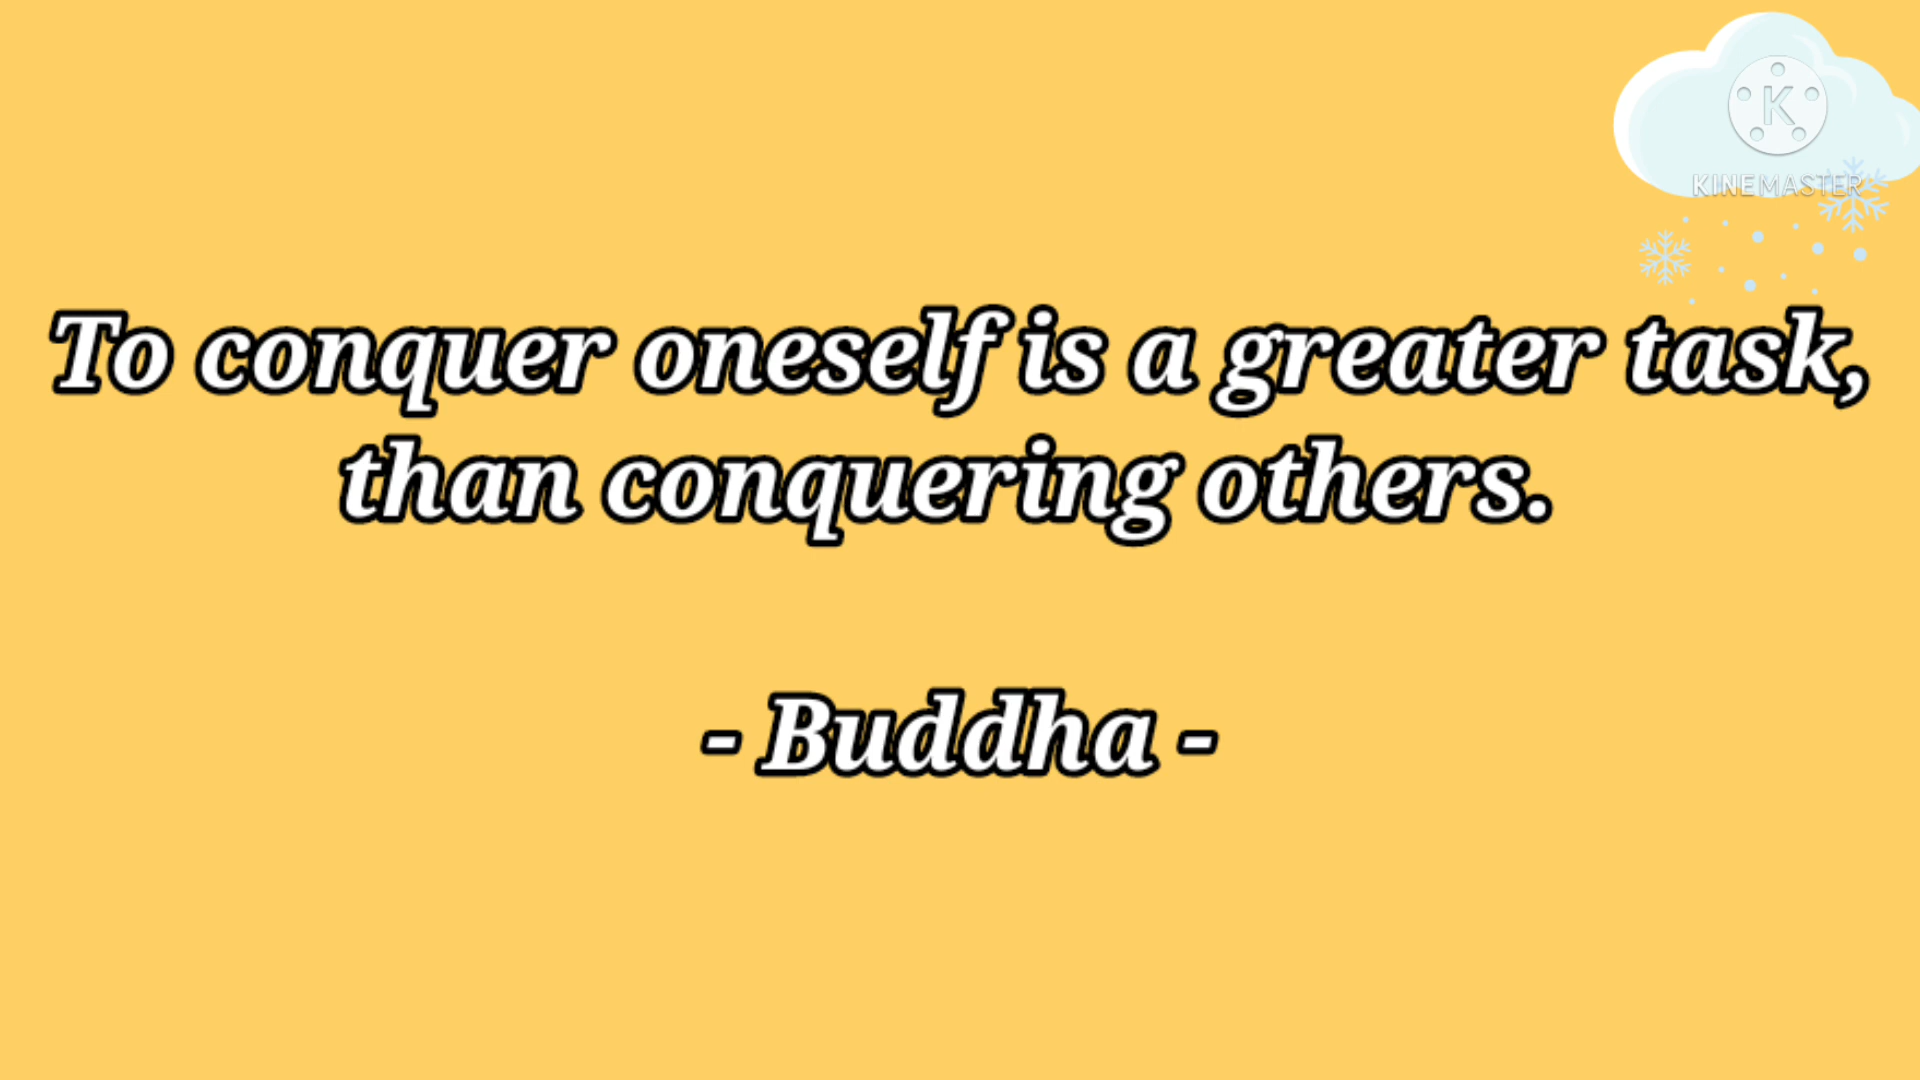 K
KINEMASTER
To conquer oneself is a greater task,
than conquering others.
- Buddha -